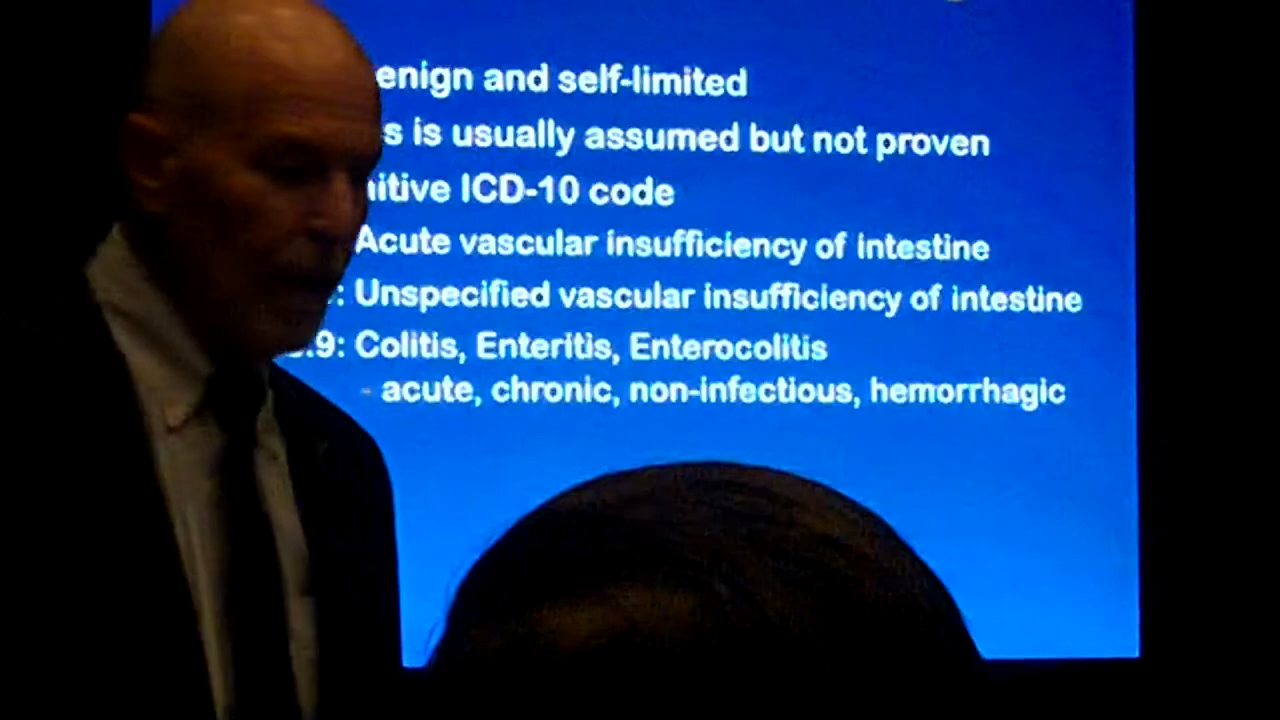 enign and self-limited
s is usually assumed but not proven
nitive ICD-10 code
Acute vascular insufficiency of intestine
: Unspecified vascular insufficiency of intestine
.9: Colitis, Enteritis, Enterocolitis
- acute, chronic, non-infectious, hemorrhagic